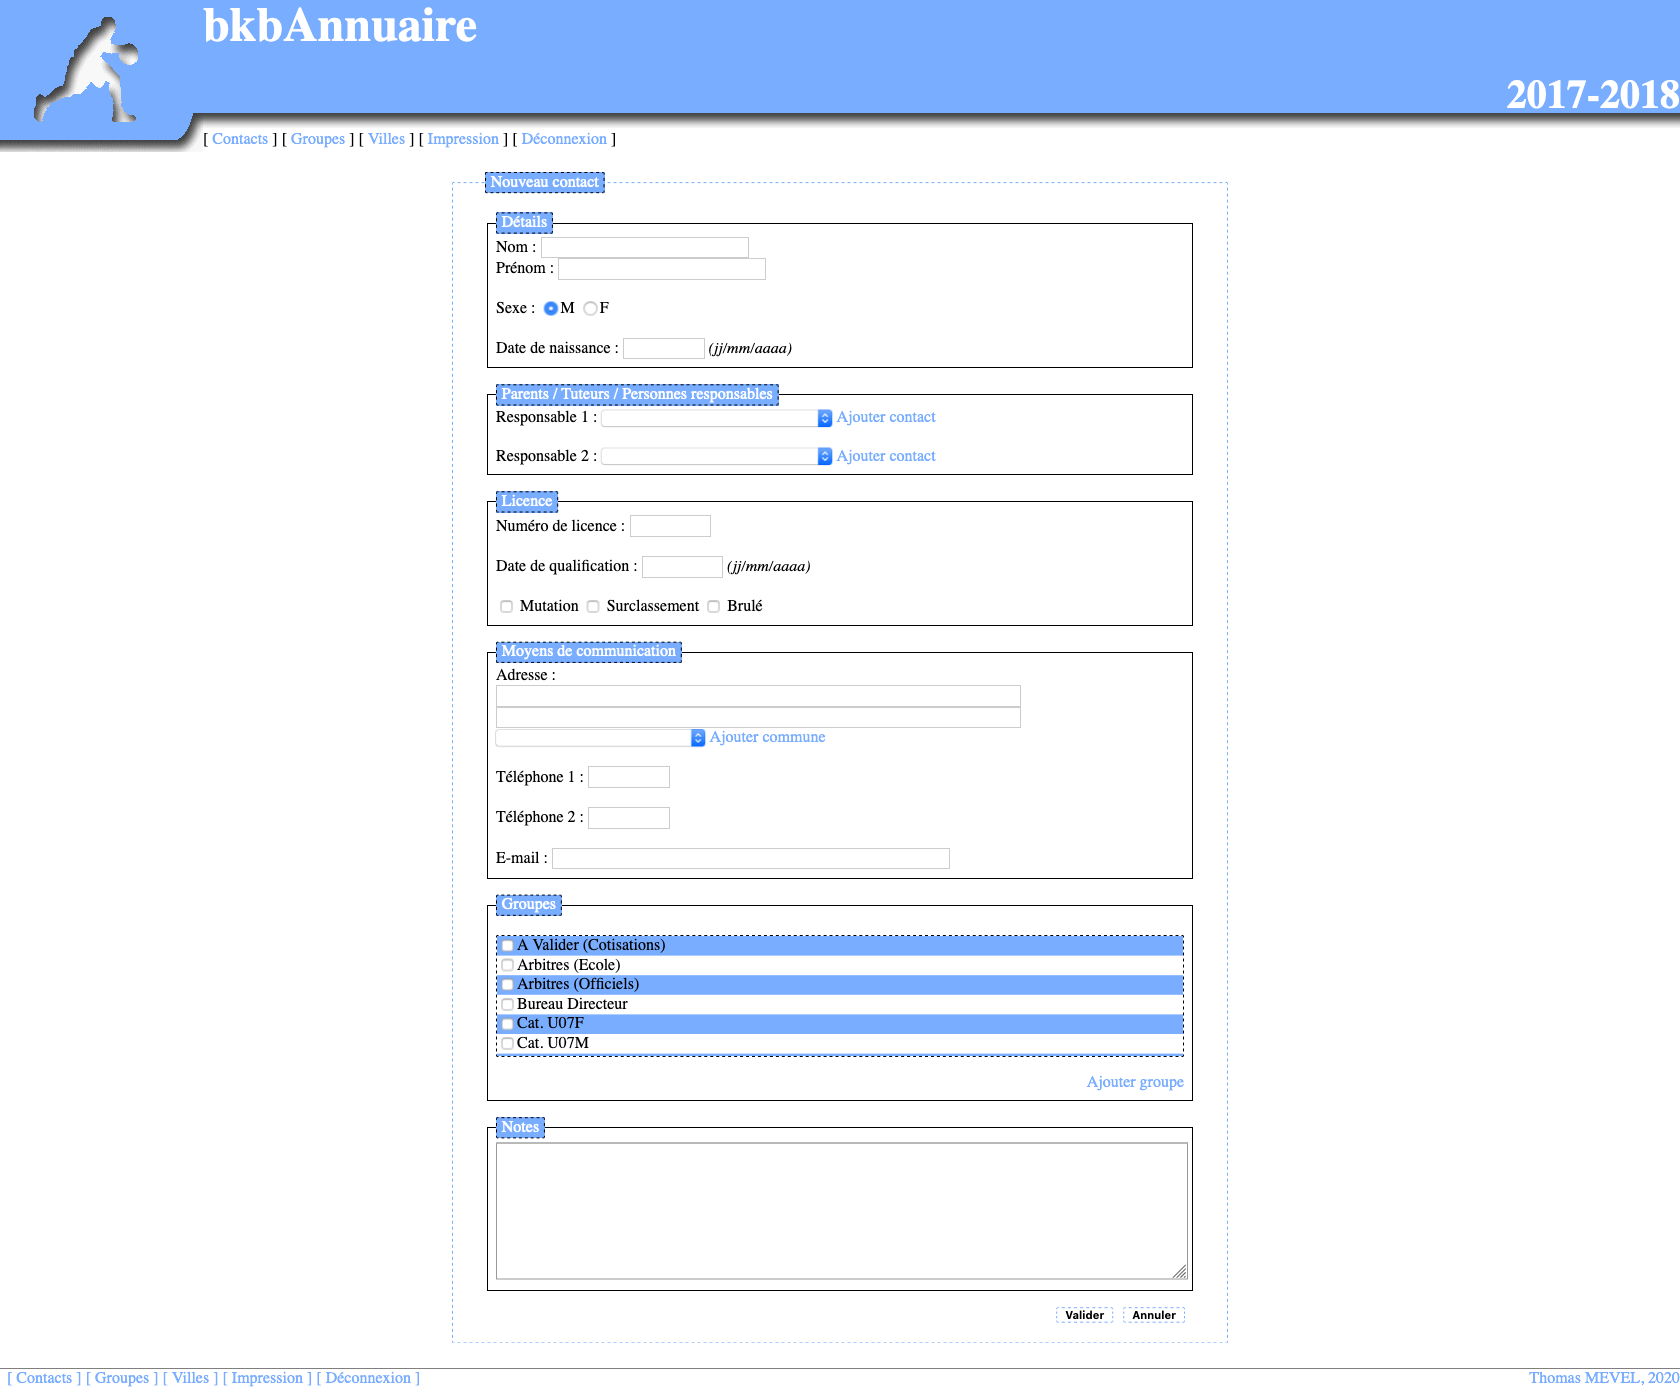 bkbAnnuaire
2017-2018
[ Contacts ] [ Groupes ] [ Villes ] [ Impression ] [ Déconnexion ]
Nouveau contact
Détails
Nom :
Prénom :
Sexe : M F
Date de naissance : (jj/mm/aaaa)
Parents / Tuteurs / Personnes responsables
Responsable 1 : Ajouter contact
Responsable 2 : Ajouter contact
Licence
Numéro de licence :
Date de qualification : (jj/mm/aaaa)
Mutation Surclassement Brulé
Moyens de communication
Adresse :
Ajouter commune
Téléphone 1 :
Téléphone 2 :
E-mail :
Groupes
A Valider (Cotisations)
Arbitres (Ecole)
Arbitres (Officiels)
Bureau Directeur
Cat. U07F
Cat. U07M
Ajouter groupe
Notes
Valider Annuler
[ Contacts ] [ Groupes ] [ Villes ] [ Impression ] [ Déconnexion ] Thomas MEVEL, 2020